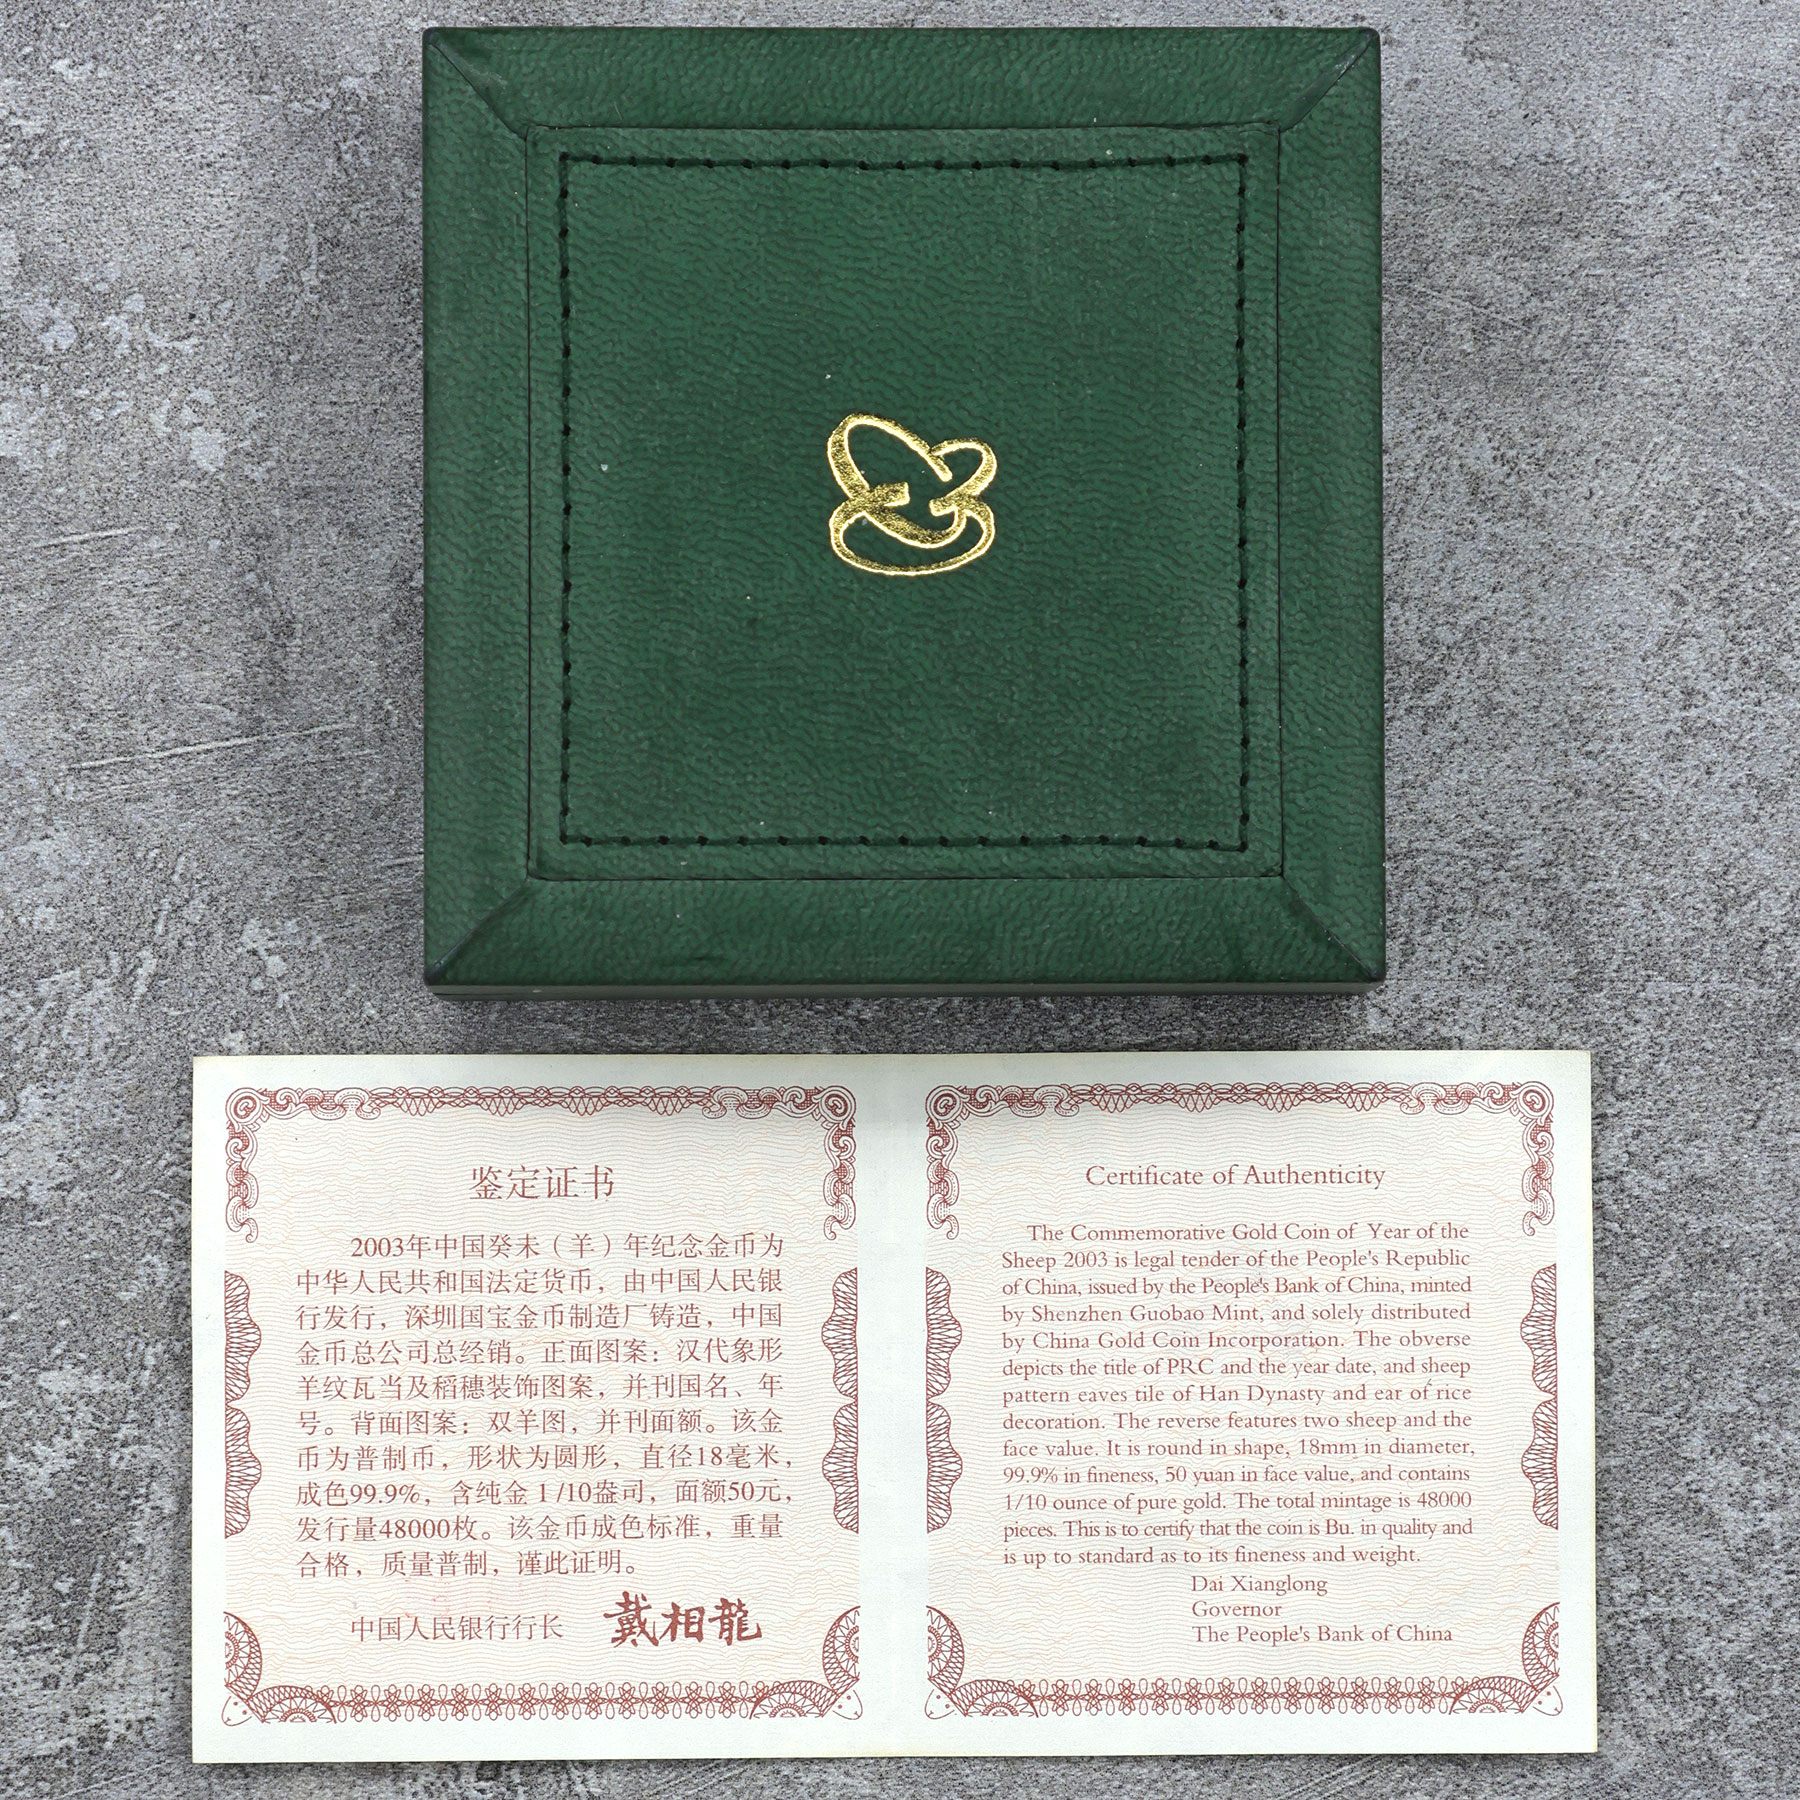 鉴定证书
2003年中国癸未（羊）年纪念金币为
中华人民共和国法定货币，由中国人民银
行发行，深圳国宝金币制造厂铸造，中国
金币总公司总经销。正面图案：汉代象形
羊纹瓦当及稻穗装饰图案，并刊国名、年
号。背面图案：双羊图，并刊面额。该金
币为普制币，形状为圆形，直径18毫米，
成色99.9%，含纯金1/10盎司，面额50元，
发行量48000枚。该金币成色标准，重量
合格，质量普制，谨此证明。
中国人民银行行长 戴相龍
Certificate of Authenticity
The Commemorative Gold Coin of Year of the
Sheep 2003 is legal tender of the People's Republic
of China, issued by the People's Bank of China, minted
by Shenzhen Guobao Mint, and solely distributed
by China Gold Coin Incorporation. The obverse
depicts the title of PRC and the year date, and sheep
pattern eaves tile of Han Dynasty and ear of rice
decoration. The reverse features two sheep and the
face value. It is round in shape, 18mm in diameter,
99.9% in fineness, 50 yuan in face value, and contains
1/10 ounce of pure gold. The total mintage is 48000
pieces. This is to certify that the coin is Bu. in quality and
is up to standard as to its fineness and weight.
Dai Xianglong
Governor
The People's Bank of China